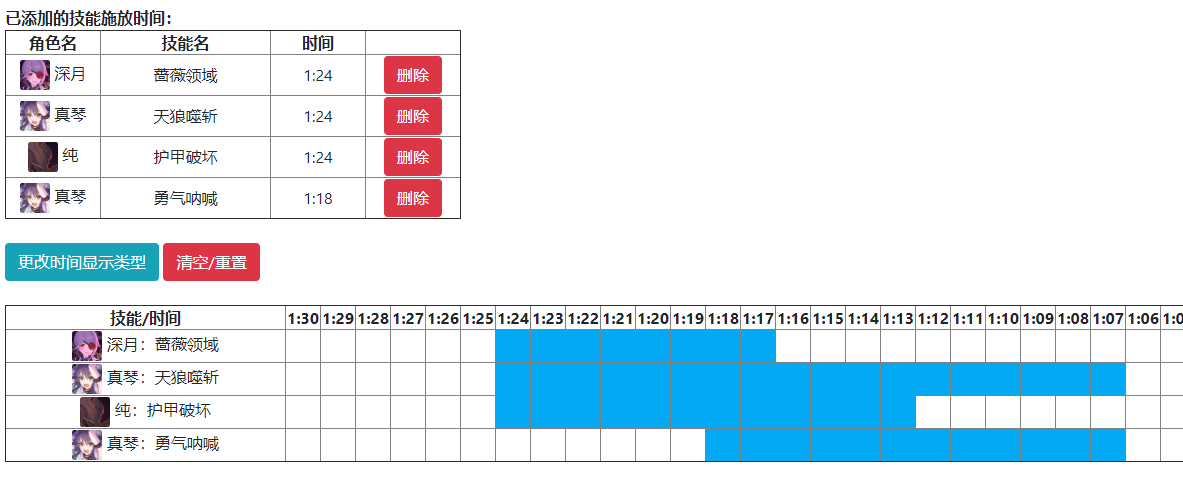 已添加的技能施放时间:
角色名 技能名 时间
深月 蔷薇领域 1:24 删除
真琴 天狼噬斩 1:24 删除
纯 护甲破坏 1:24 删除
真琴 勇气呐喊 1:18 删除
更改时间显示类型 清空/重置
技能/时间 1:30 1:29 1:28 1:27 1:26 1:25 1:24 1:23 1:22 1:21 1:20 1:19 1:18 1:17 1:16 1:15 1:14 1:13 1:12 1:11 1:10 1:09 1:08 1:07 1:06
深月：蔷薇领域
真琴：天狼噬斩
纯：护甲破坏
真琴：勇气呐喊